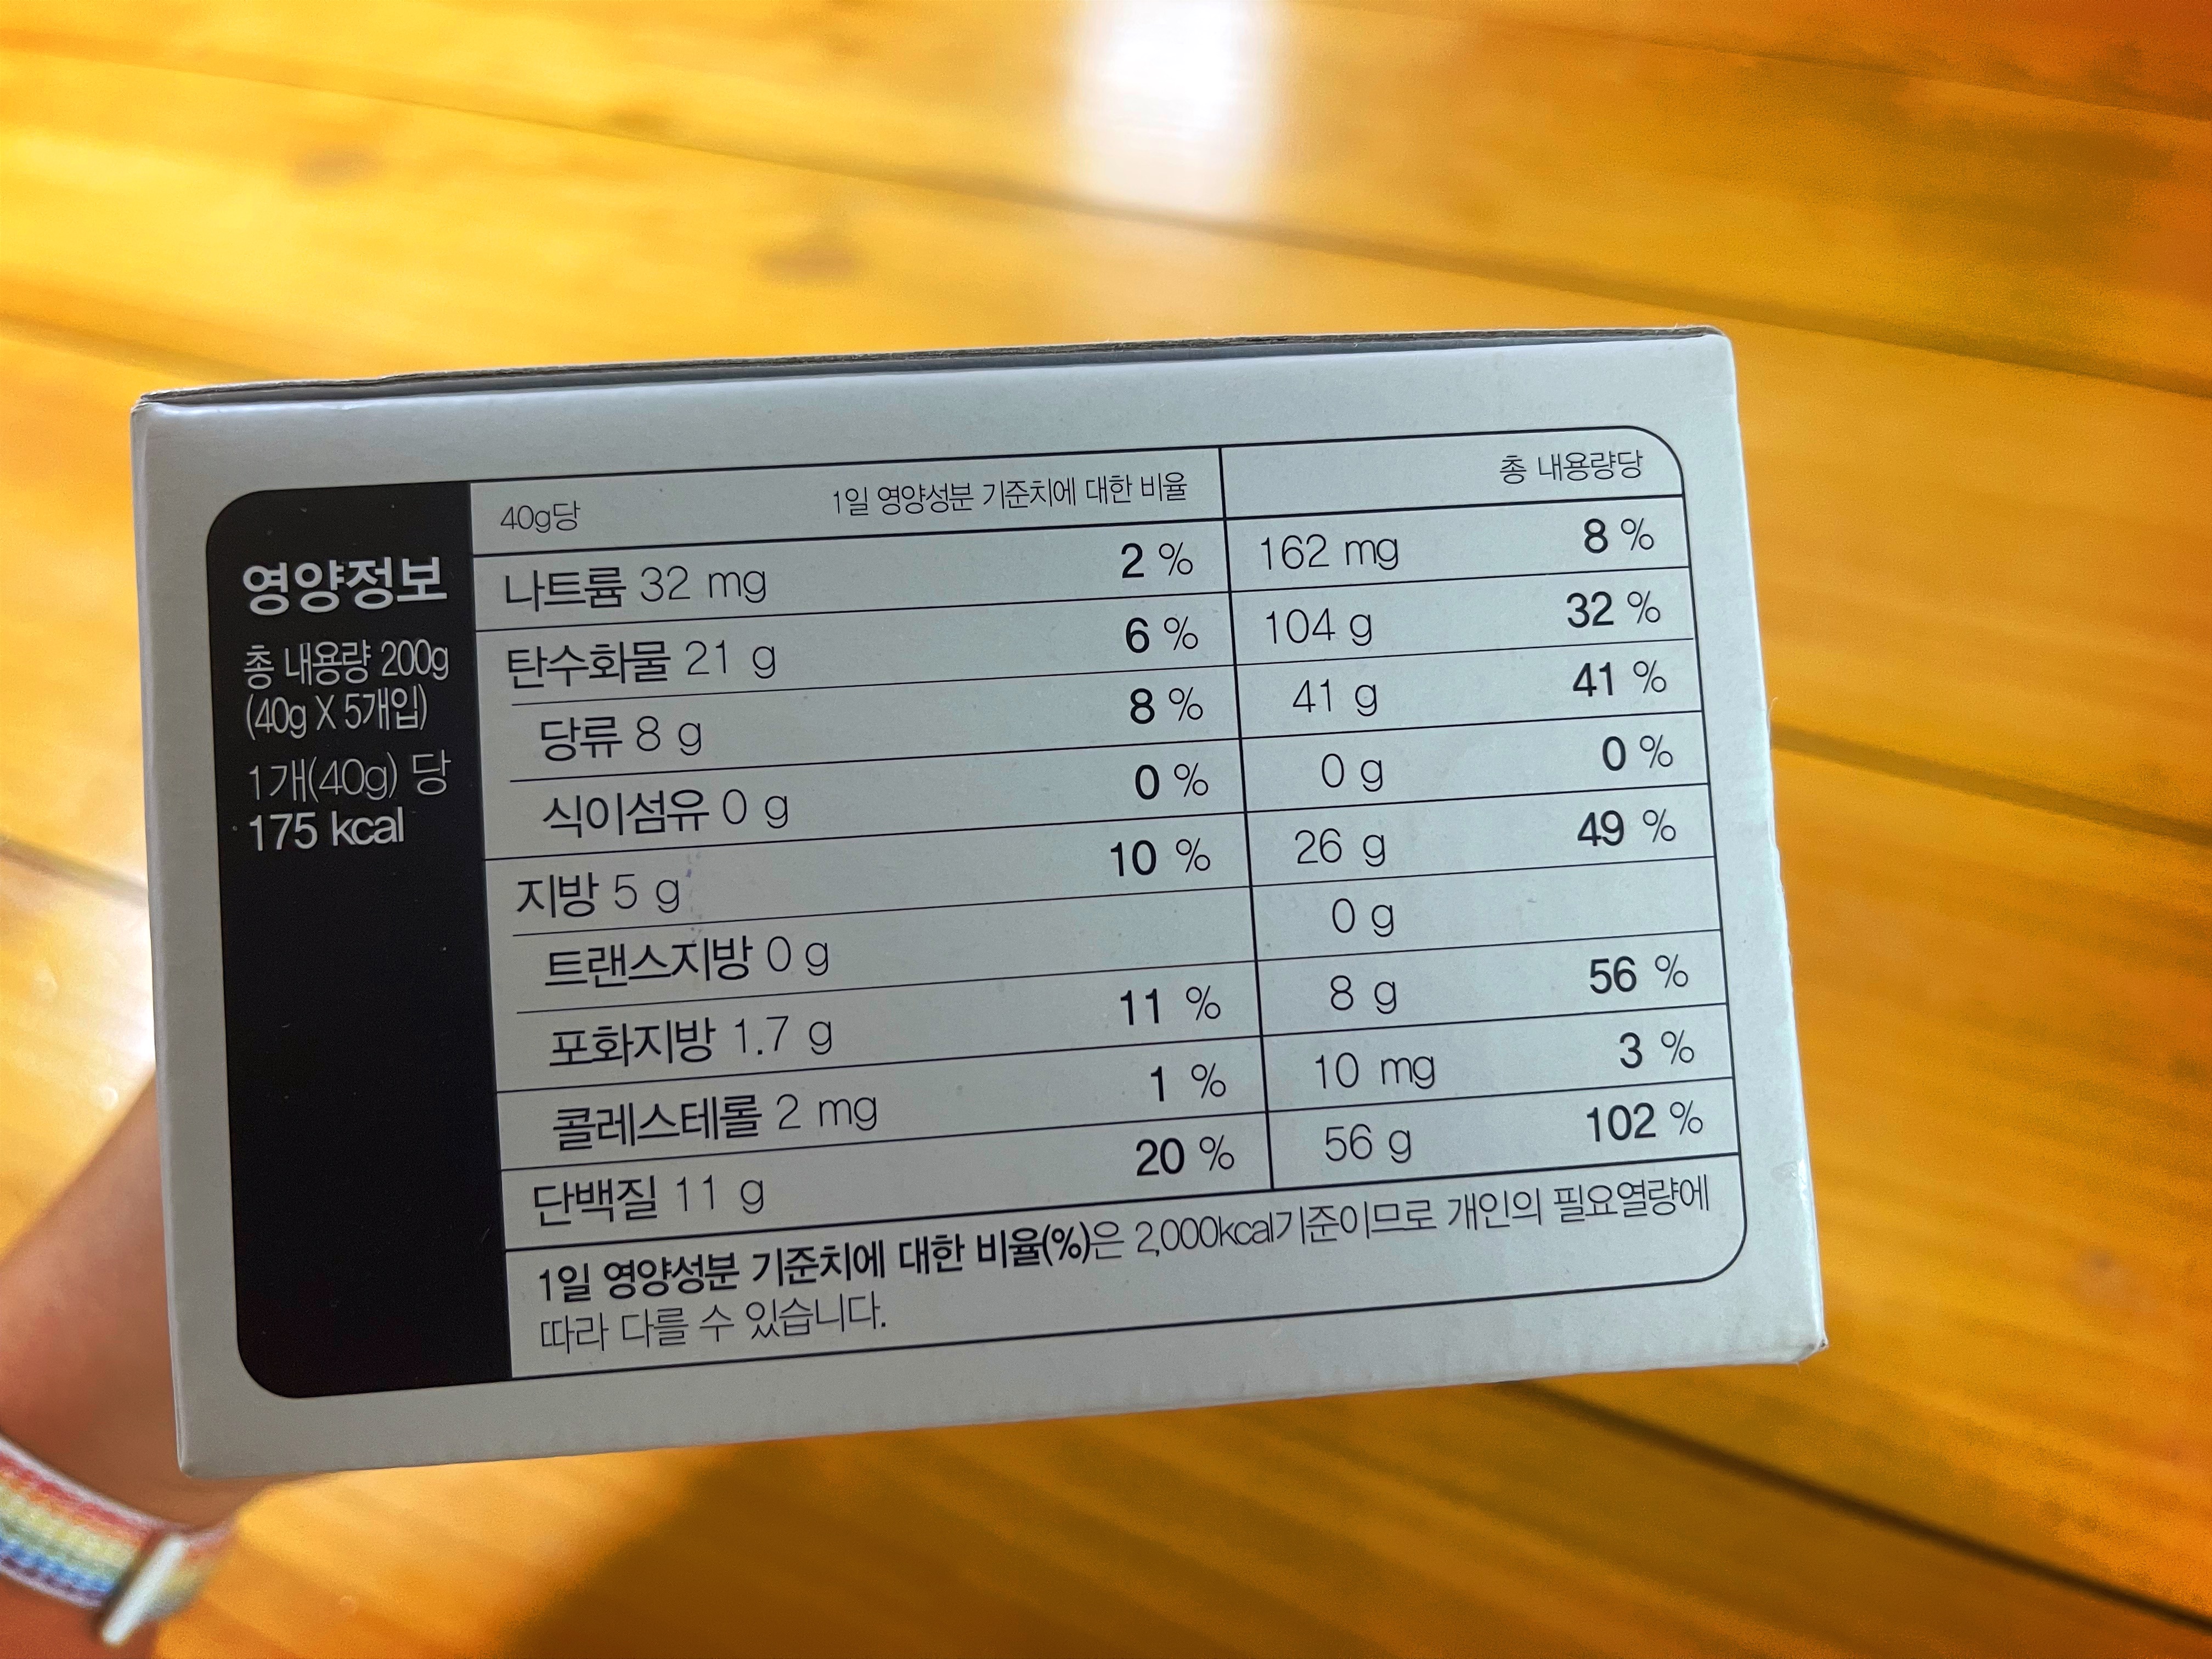 영양정보
총 내용량 200g
(40g X 5개입)
1개(40g) 당
175 kcal
40g당 1일 영양성분 기준치에 대한 비율 총 내용량당
나트륨 32 mg 2 % 162 mg 8 %
탄수화물 21 g 6 % 104 g 32 %
당류 8 g 8 % 41 g 41 %
식이섬유 0 g 0 % 0 g 0 %
지방 5 g 10 % 26 g 49 %
트랜스지방 0 g 0 g
포화지방 1.7 g 11 % 8 g 56 %
콜레스테롤 2 mg 1 % 10 mg 3 %
단백질 11 g 20 % 56 g 102 %
1일 영양성분 기준치에 대한 비율(%)은 2,000kcal기준이므로 개인의 필요열량에
따라 다를 수 있습니다.